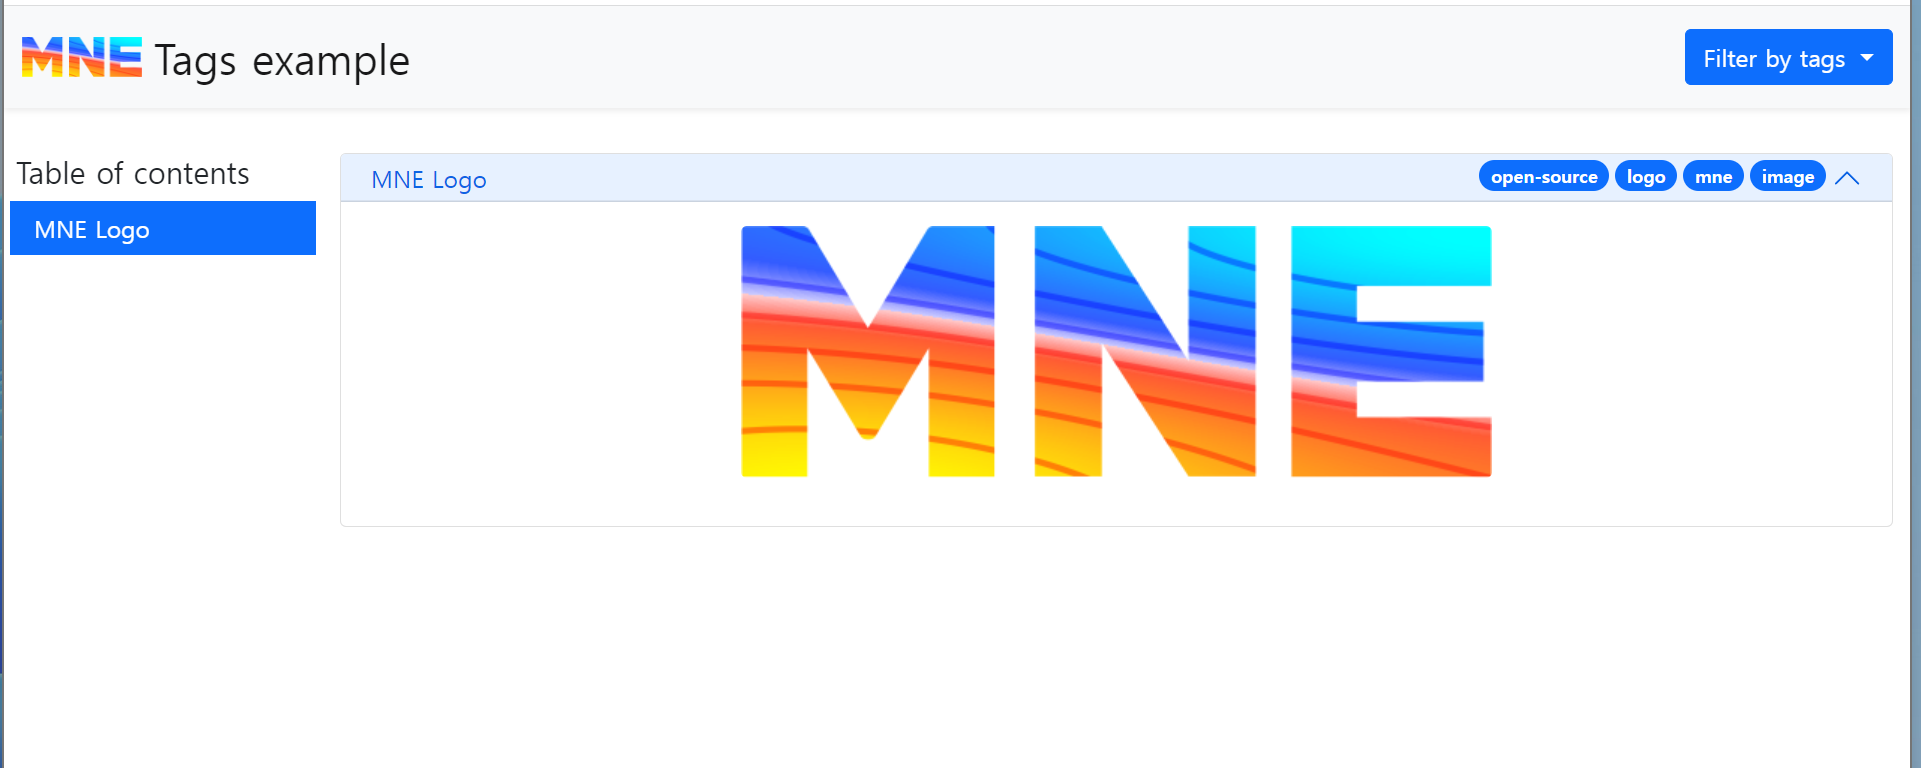 MNE Tags example
Filter by tags
Table of contents
MNE Logo
MNE Logo
open-source logo mne image
MNE